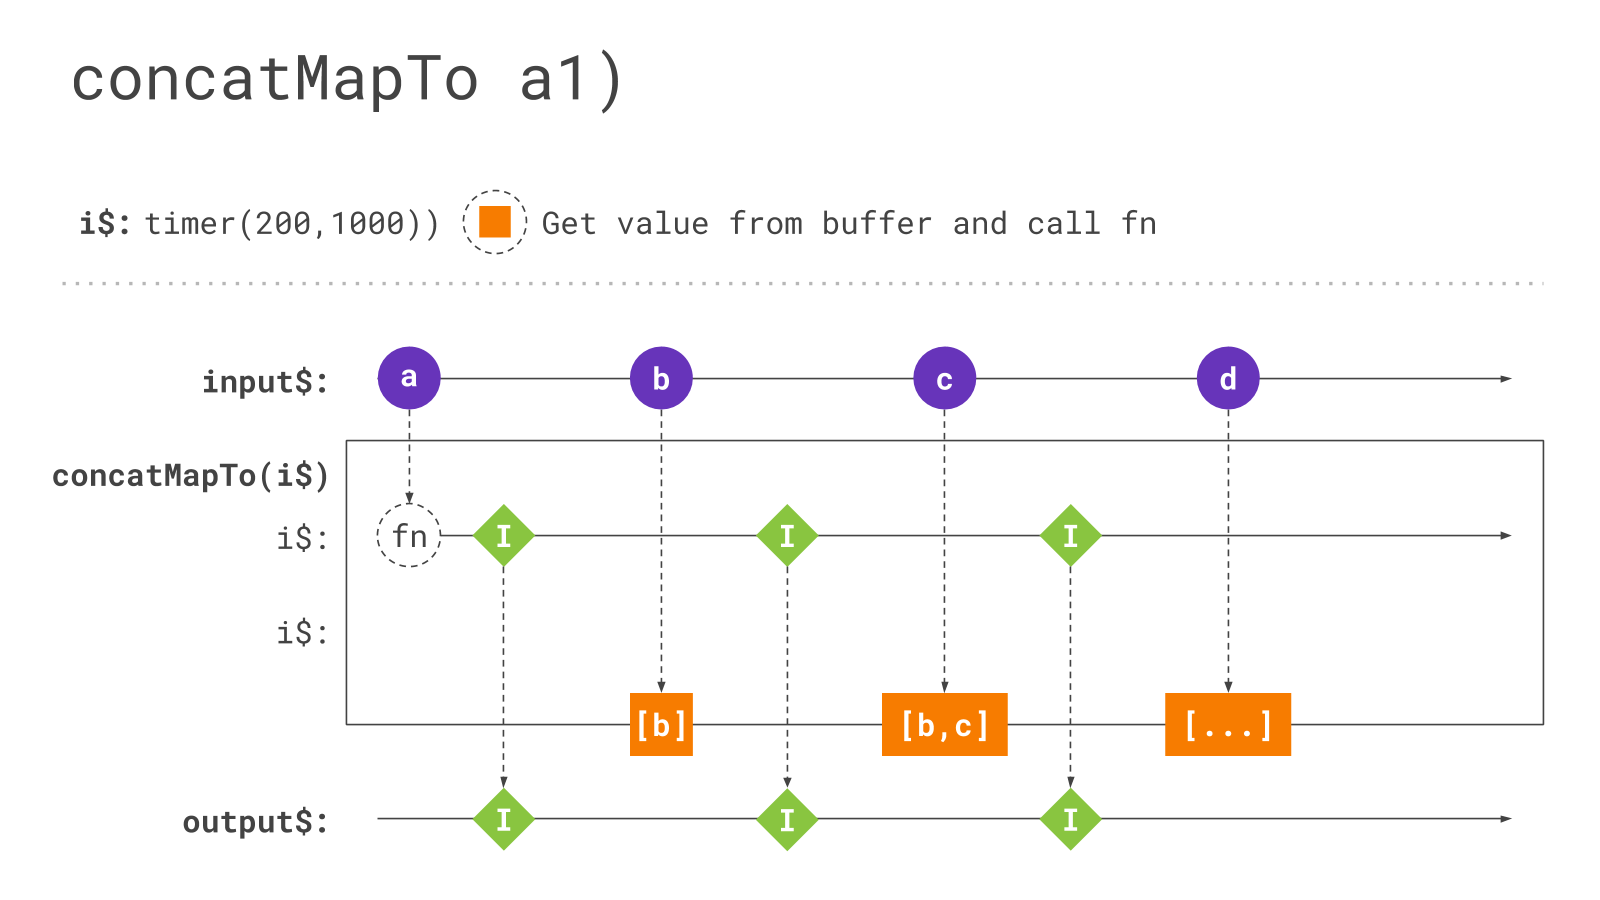 concatMapTo a1)
i$: timer(200,1000)) Get value from buffer and call fn
input$: a b c d
concatMapTo(i$)
i$: fn I I I
i$:
[b] [b,c] [...]
output$: I I I